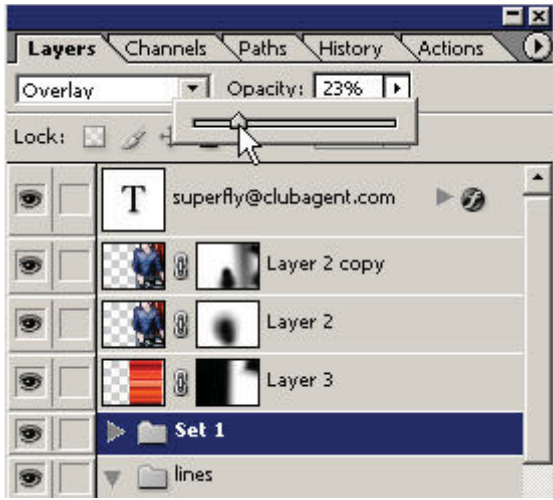 Layers Channels Paths History Actions
Overlay Opacity: 23%
Lock:
T superfly@clubagent.com
Layer 2 copy
Layer 2
Layer 3
Set 1
lines